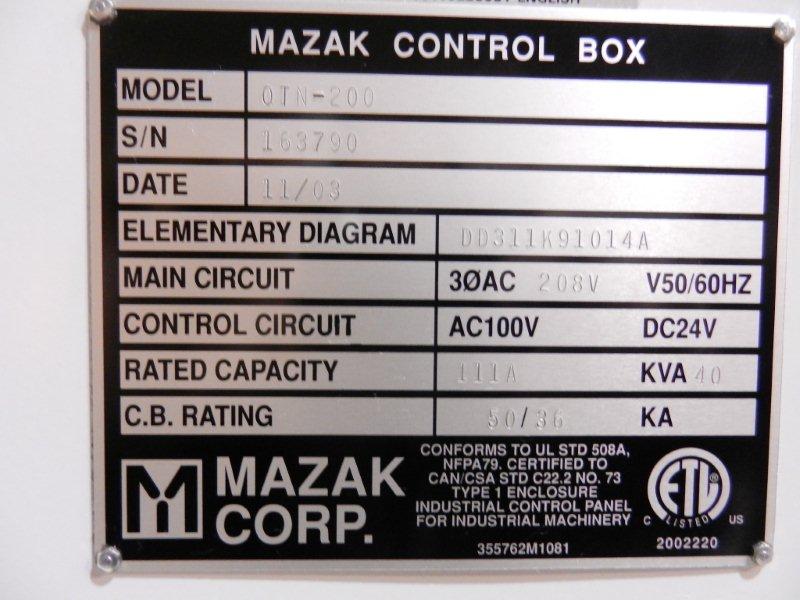 MAZAK CONTROL BOX
MODEL QTN-200
S/N 163790
DATE 11/03
ELEMENTARY DIAGRAM DD311K91014A
MAIN CIRCUIT 3ØAC 208V V50/60HZ
CONTROL CIRCUIT AC100V DC24V
RATED CAPACITY 111A KVA 40
C.B. RATING 50/36 KA
MAZAK
CORP.
CONFORMS TO UL STD 508A,
NFPA79. CERTIFIED TO
CAN/CSA STD C22.2 NO. 73
TYPE 1 ENCLOSURE
INDUSTRIAL CONTROL PANEL
FOR INDUSTRIAL MACHINERY
355762M1081
ETL
C LISTED US
2002220